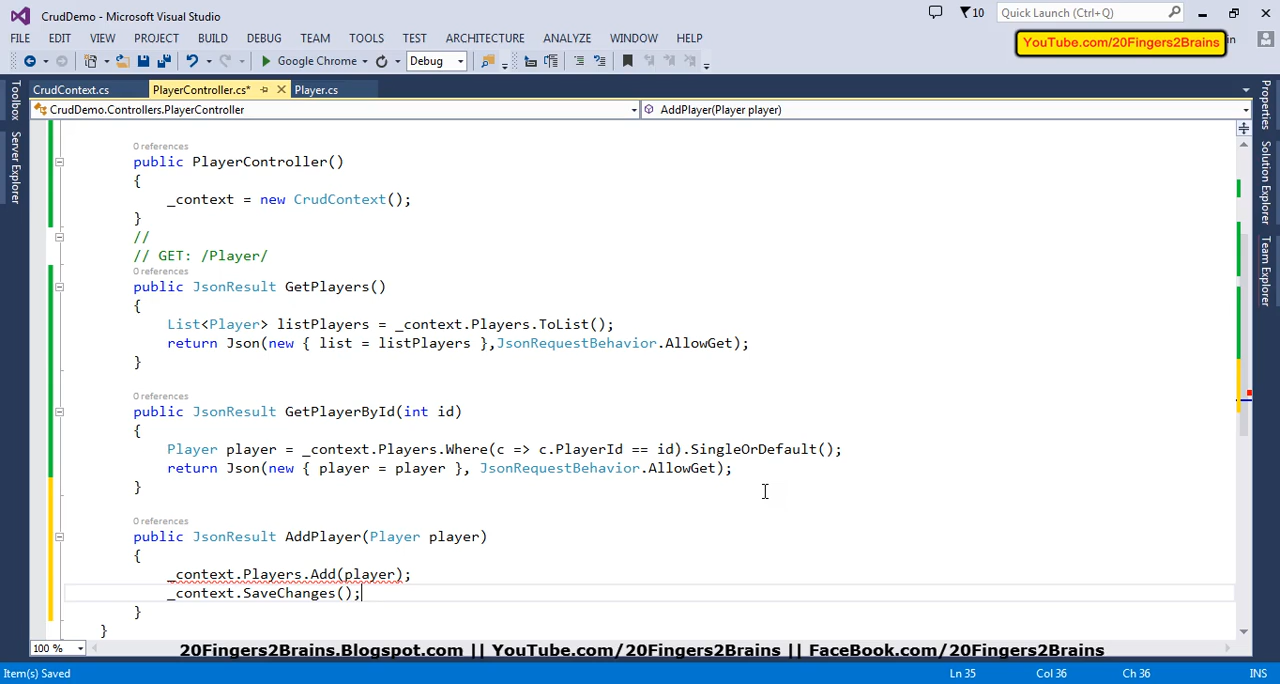 CrudDemo - Microsoft Visual Studio
10
Quick Launch (Ctrl+Q)
FILE EDIT VIEW PROJECT BUILD DEBUG TEAM TOOLS TEST ARCHITECTURE ANALYZE WINDOW HELP
YouTube.com/20Fingers2Brains
in
Google Chrome
Debug
CrudContext.cs
PlayerController.cs*
Player.cs
CrudDemo.Controllers.PlayerController
AddPlayer(Player player)
Toolbox
Server Explorer
Properties
Solution Explorer
Team Explorer
0 references
public PlayerController()
{
_context = new CrudContext();
}
//
// GET: /Player/
0 references
public JsonResult GetPlayers()
{
List<Player> listPlayers = _context.Players.ToList();
return Json(new { list = listPlayers },JsonRequestBehavior.AllowGet);
}
0 references
public JsonResult GetPlayerById(int id)
{
Player player = _context.Players.Where(c => c.PlayerId == id).SingleOrDefault();
return Json(new { player = player }, JsonRequestBehavior.AllowGet);
}
0 references
public JsonResult AddPlayer(Player player)
{
_context.Players.Add(player);
_context.SaveChanges();
}
}
100 %
20Fingers2Brains.Blogspot.com || YouTube.com/20Fingers2Brains || FaceBook.com/20Fingers2Brains
Item(s) Saved
Ln 35
Col 36
Ch 36
INS